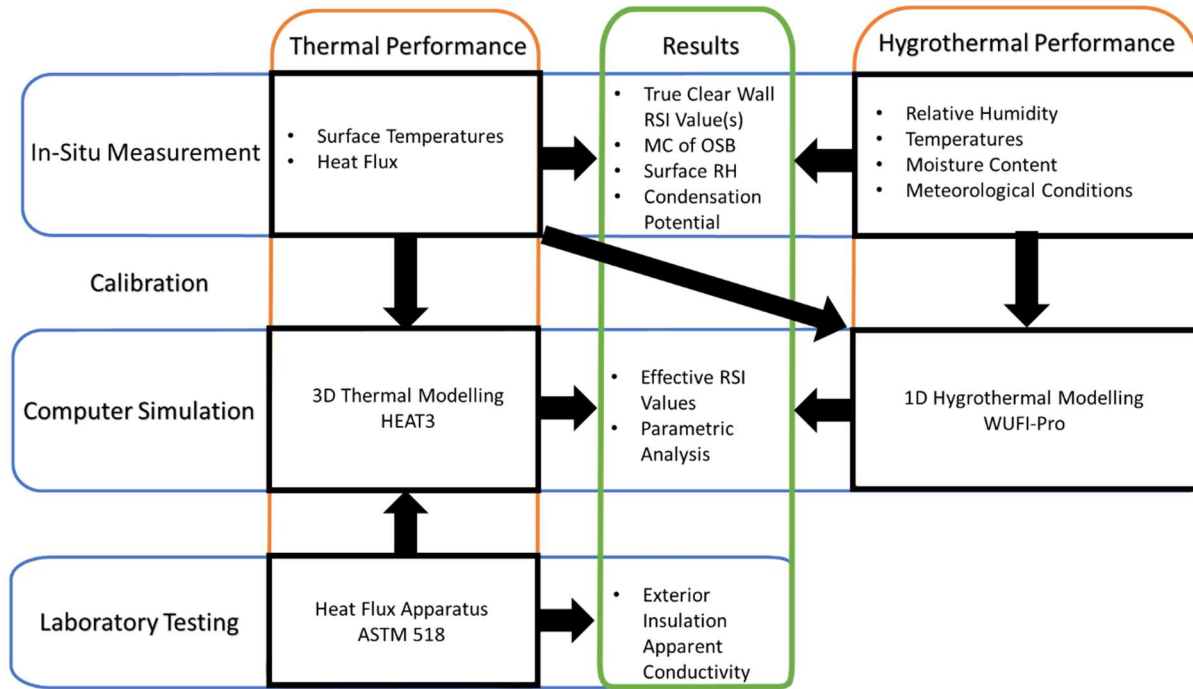 Thermal Performance
Results
Hygrothermal Performance
In-Situ Measurement
• Surface Temperatures
• Heat Flux
• True Clear Wall
RSI Value(s)
• MC of OSB
• Surface RH
• Condensation
Potential
• Relative Humidity
• Temperatures
• Moisture Content
• Meteorological Conditions
Calibration
Computer Simulation
3D Thermal Modelling
HEAT3
• Effective RSI
Values
• Parametric
Analysis
1D Hygrothermal Modelling
WUFI-Pro
Laboratory Testing
Heat Flux Apparatus
ASTM 518
• Exterior
Insulation
Apparent
Conductivity